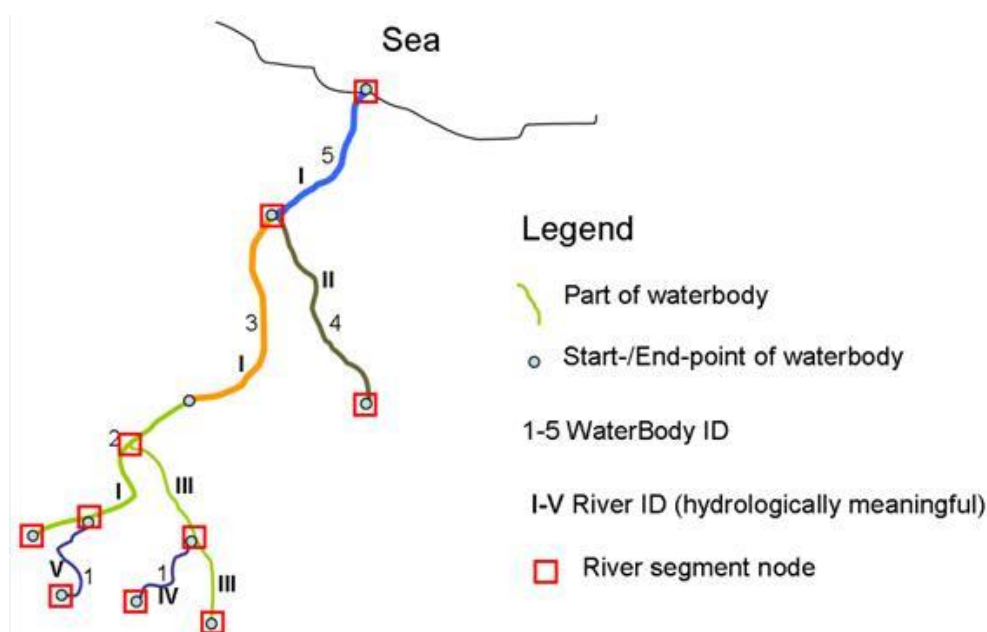 Sea
5
I
Legend
II
Part of waterbody
3
4
I
Start-/End-point of waterbody
2
1-5 WaterBody ID
III
I
I-V River ID (hydrologically meaningful)
V
1
1
IV
III
River segment node